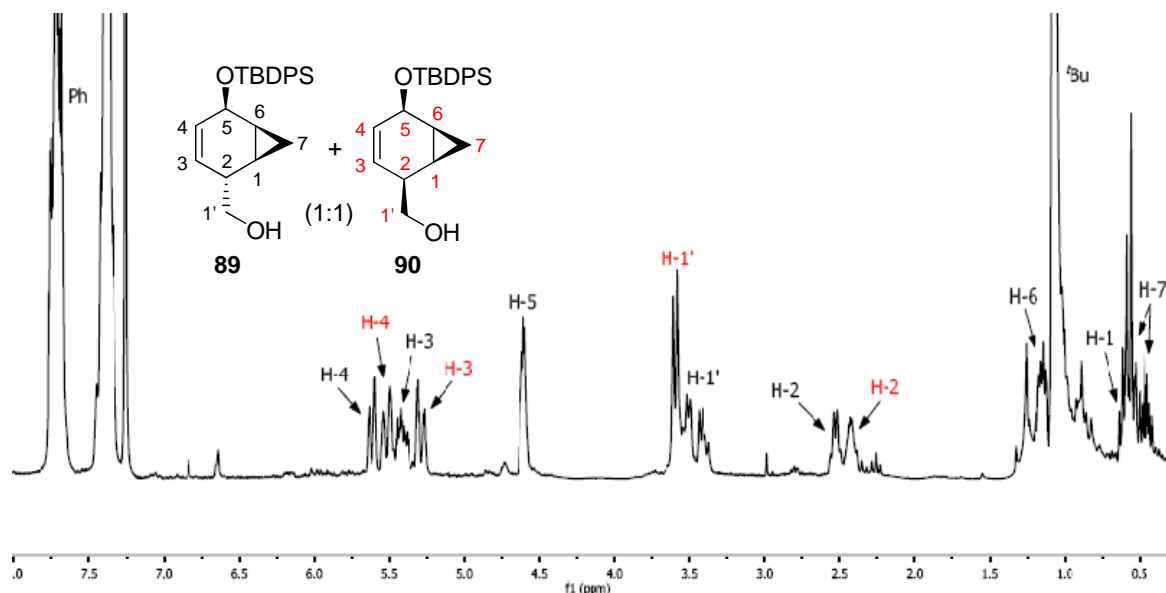 Ph
OTBDPS
6
4
5
7
3
2
1
1'
OH
89
+
(1:1)
OTBDPS
6
4
5
7
3
2
1
1'
OH
90
ᵗBu
H-4
H-4
H-3
H-3
H-5
H-1'
H-1'
H-2
H-2
H-6
H-1
H-7
.0 7.5 7.0 6.5 6.0 5.5 5.0 4.5 4.0 3.5 3.0 2.5 2.0 1.5 1.0 0.5
f1 (ppm)